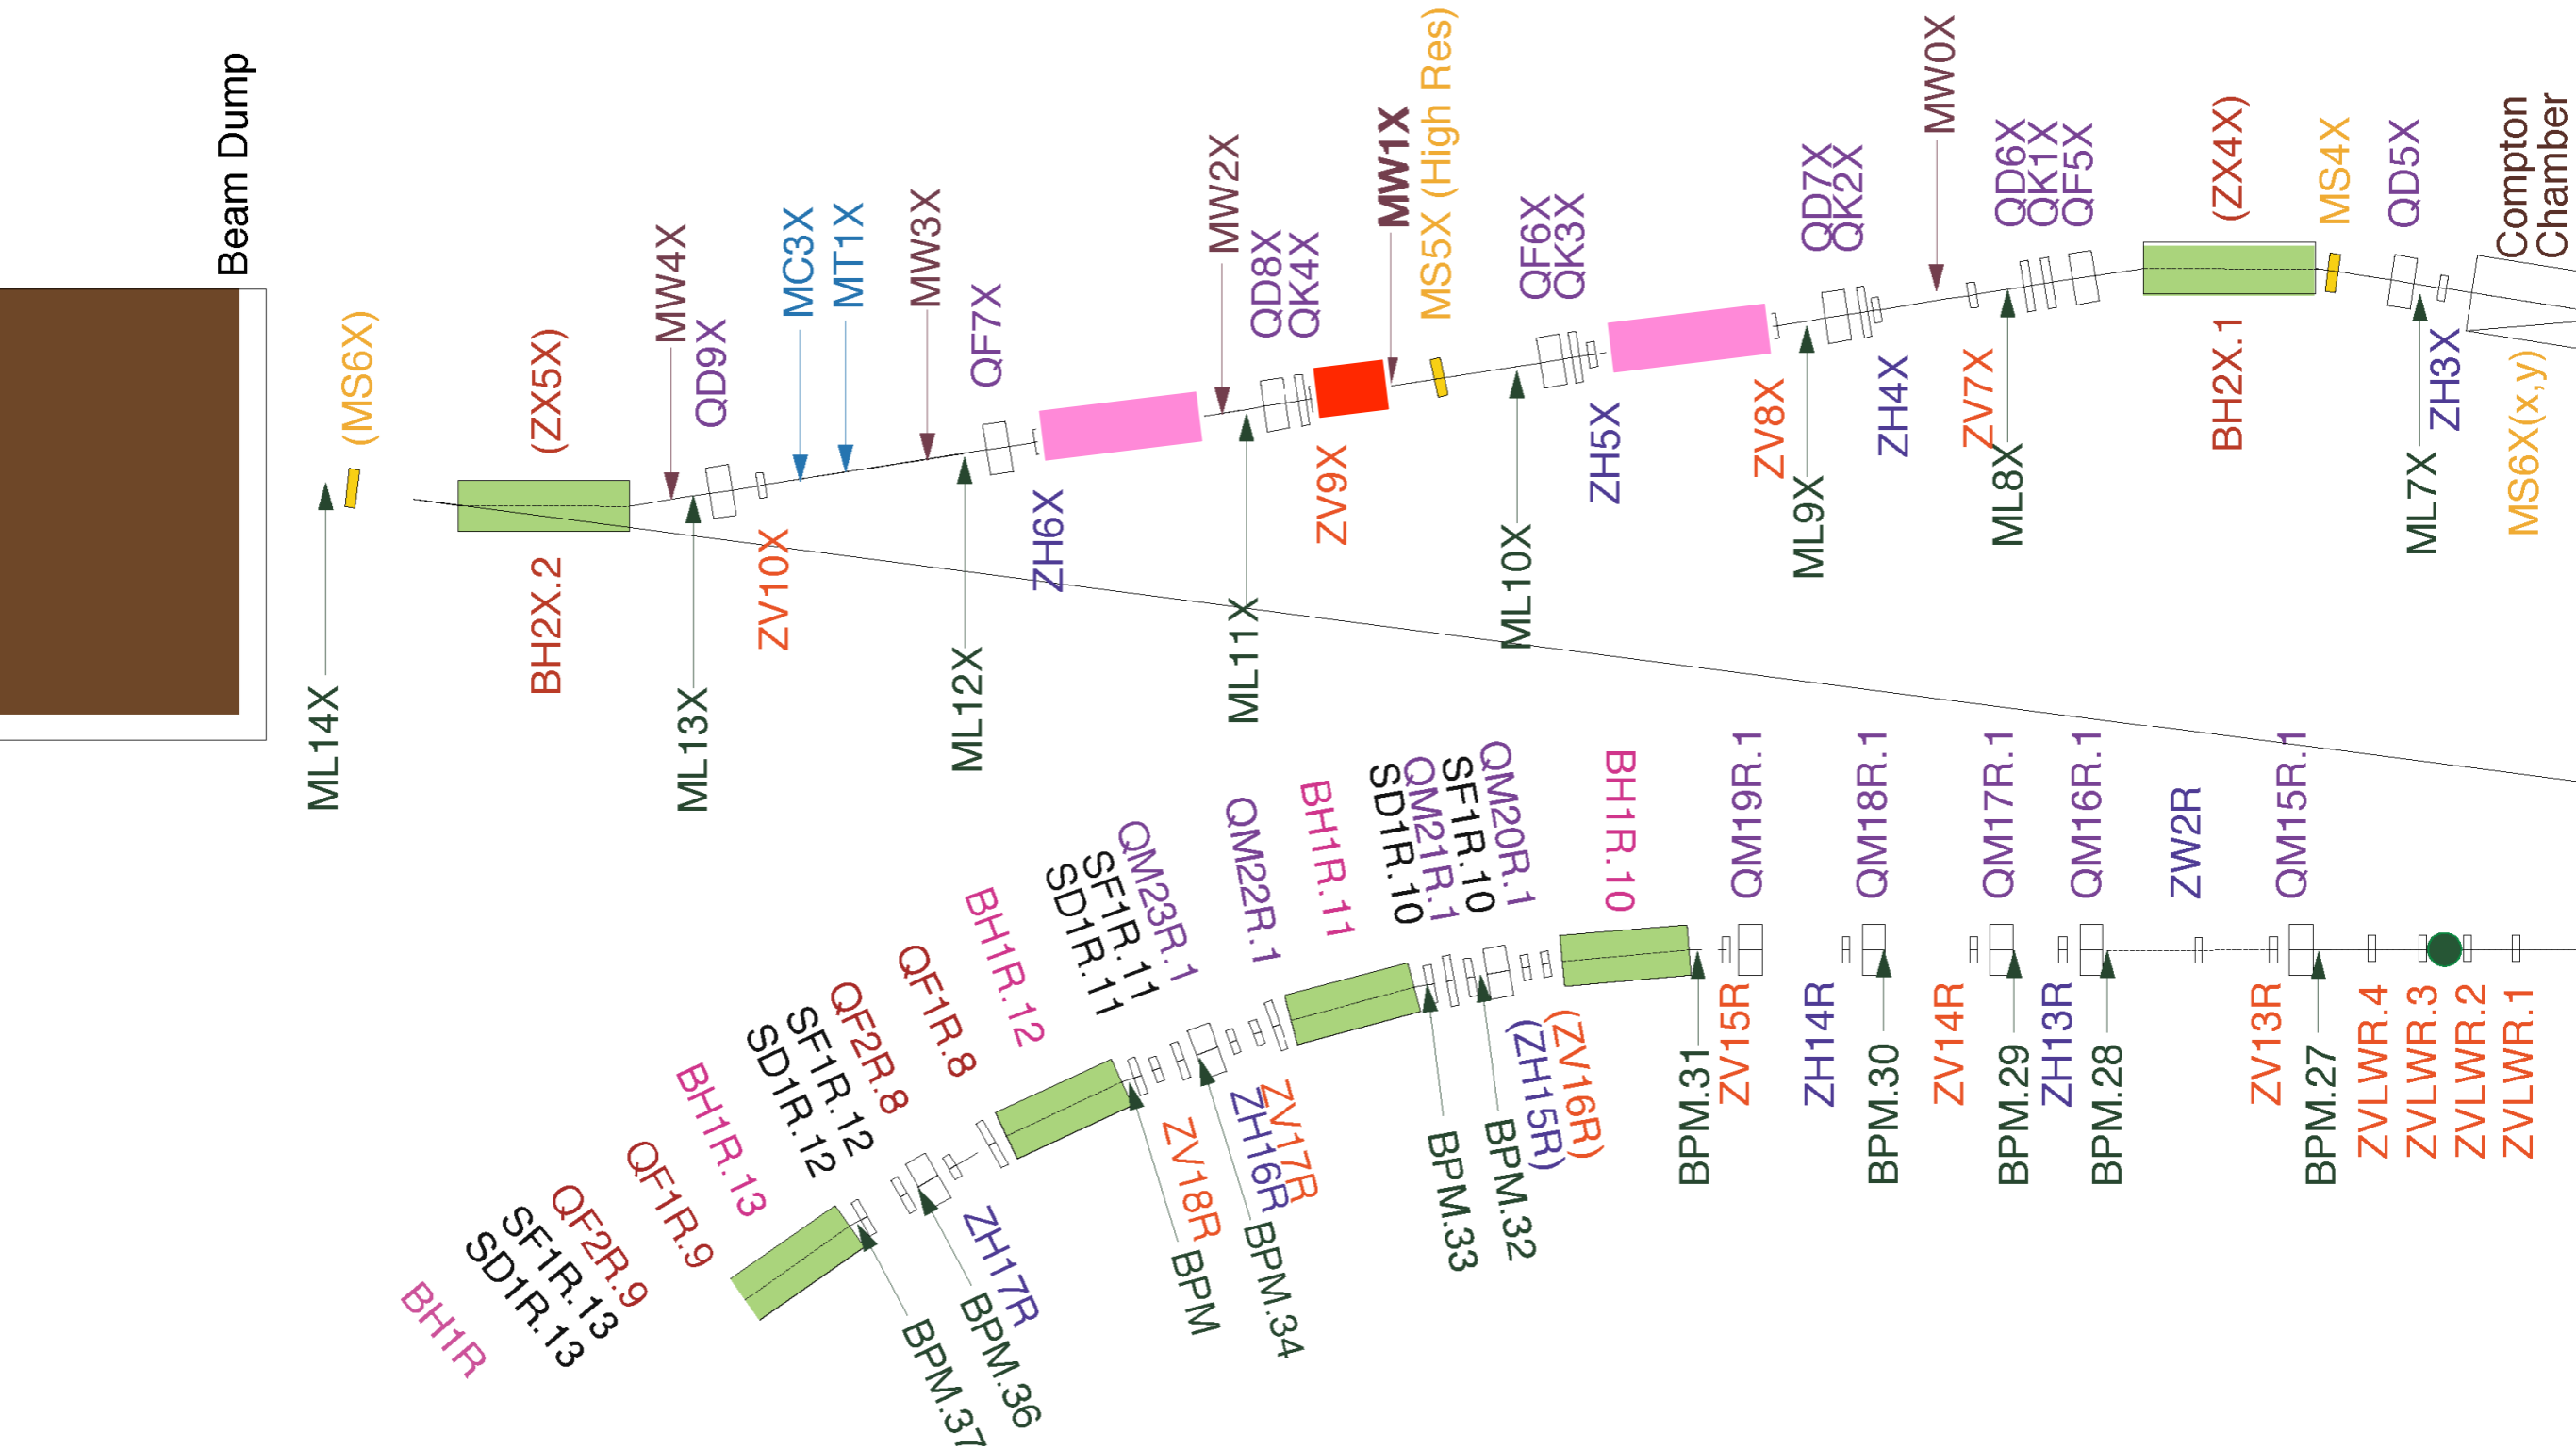 Beam Dump
(MS6X)
ML14X
(ZX5X)
BH2X.2
MW4X
QD9X
ML13X
ZV10X
MC3X
MT1X
MW3X
QF7X
ML12X
ZH6X
MW2X
QD8X
QK4X
ML11X
ZV9X
MW1X
MS5X (High Res)
QF6X
QK3X
ML10X
ZH5X
QD7X
QK2X
ZV8X
ML9X
ZH4X
MW0X
ZV7X
ML8X
QD6X
QK1X
QF5X
(ZX4X)
BH2X.1
MS4X
QD5X
ML7X
ZH3X
Compton
Chamber
MS6X(x,y)
BH1R
SD1R.13
SF1R.13
QF2R.9
QF1R.9
BH1R.13
SD1R.12
SF1R.12
QF2R.8
QF1R.8
BH1R.12
SD1R.11
SF1R.11
QM23R.1
QM22R.1
BH1R.11
SD1R.10
QM21R.1
SF1R.10
QM20R.1
BH1R.10
QM19R.1
QM18R.1
QM17R.1
QM16R.1
ZW2R
QM15R.1
BPM.37
BPM.36
ZH17R
BPM
ZV18R
BPM.34
ZH16R
ZV17R
BPM.33
BPM.32
(ZH15R)
(ZV16R)
BPM.31
ZV15R
ZH14R
BPM.30
ZV14R
BPM.29
ZH13R
BPM.28
ZV13R
BPM.27
ZVLWR.4
ZVLWR.3
ZVLWR.2
ZVLWR.1